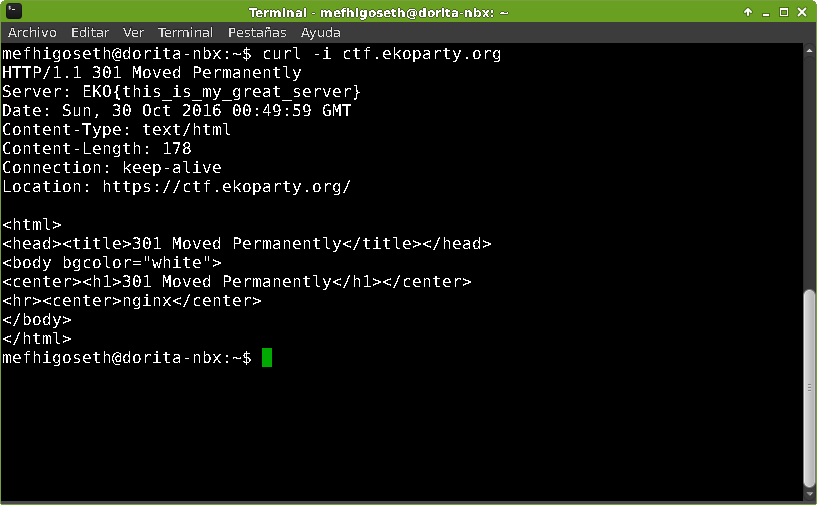 Terminal - mefhigoseth@dorita-nbx: ~
Archivo Editar Ver Terminal Pestañas Ayuda
mefhigoseth@dorita-nbx:~$ curl -i ctf.ekoparty.org
HTTP/1.1 301 Moved Permanently
Server: EKO{this_is_my_great_server}
Date: Sun, 30 Oct 2016 00:49:59 GMT
Content-Type: text/html
Content-Length: 178
Connection: keep-alive
Location: https://ctf.ekoparty.org/

<html>
<head><title>301 Moved Permanently</title></head>
<body bgcolor="white">
<center><h1>301 Moved Permanently</h1></center>
<hr><center>nginx</center>
</body>
</html>
mefhigoseth@dorita-nbx:~$